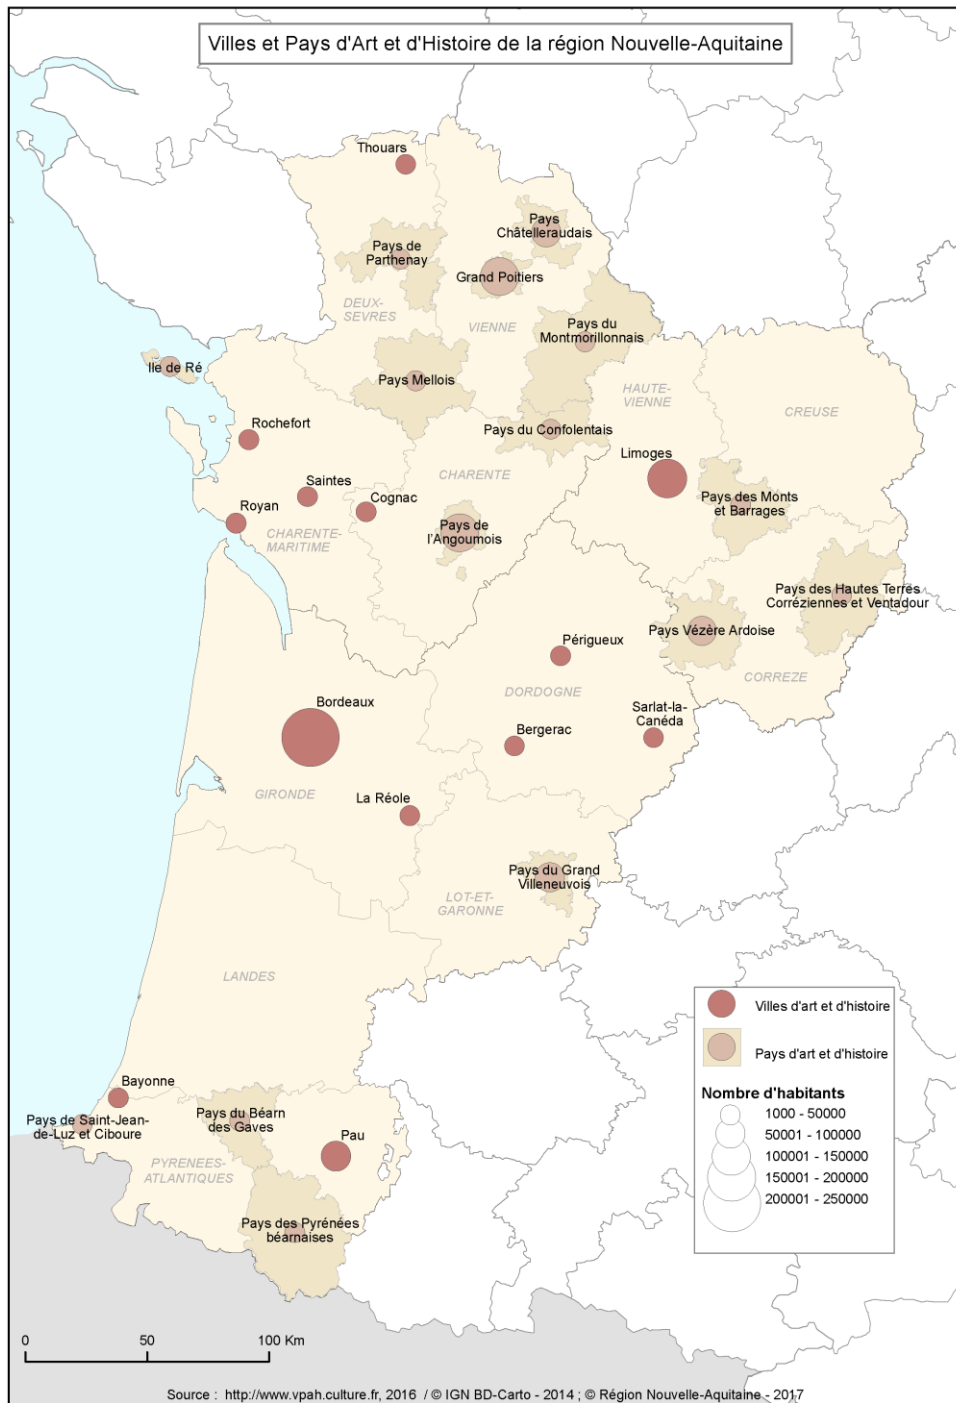 Villes et Pays d'Art et d'Histoire de la région Nouvelle-Aquitaine
Thouars
Pays
Châtelleraudais
Pays de
Parthenay
Grand Poitiers
DEUX-
SEVRES
VIENNE
Pays du
Montmorillonnais
Ile de Ré
Pays Mellois
HAUTE-
VIENNE
CREUSE
Rochefort
Pays du Confolentais
Limoges
Saintes
CHARENTE
Cognac
Royan
Pays des Monts
et Barrages
CHARENTE-
MARITIME
Pays de
l'Angoumois
Pays des Hautes Terres
Corréziennes et Ventadour
Pays Vézère Ardoise
Périgueux
CORREZE
DORDOGNE
Bordeaux
Sarlat-la-
Canéda
Bergerac
GIRONDE
La Réole
Pays du Grand
Villeneuvois
LOT-ET-
GARONNE
LANDES
Villes d'art et d'histoire
Pays d'art et d'histoire
Nombre d'habitants
1000 - 50000
50001 - 100000
100001 - 150000
150001 - 200000
200001 - 250000
Bayonne
Pays de Saint-Jean-
de-Luz et Ciboure
Pays du Béarn
des Gaves
Pau
PYRENEES-
ATLANTIQUES
Pays des Pyrénées
béarnaises
0 50 100 Km
Source : http://www.vpah.culture.fr, 2016 / © IGN BD-Carto - 2014 ; © Région Nouvelle-Aquitaine - 2017